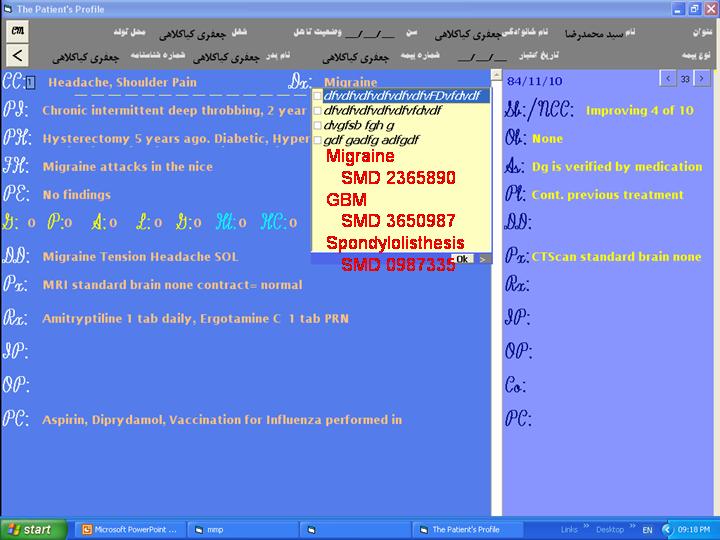 The Patient's Profile
em
عنوان
نام سید محمدرضا
نام خانوادگی جعفری کیاکلاهی
سن __/__/__
وضعیت تاهل
شغل جعفری کیاکلاهی
محل تولد
<
نوع بیمه
تاریخ اعتبار __/__/__
شماره بیمه جعفری کیاکلاهی
نام پدر جعفری کیاکلاهی
شماره شناسنامه جعفری کیاکلاهی
CC: 1 Headache, Shoulder Pain
Dx: Migraine
PI: Chronic intermittent deep throbbing, 2 year
PH: Hysterectomy 5 years ago. Diabetic, Hyper
FH: Migraine attacks in the nice
PE: No findings
G: 0 P: 0 A: 0 L: 0 G: 0 Ht: 0 HC: 0
DD: Migraine Tension Headache SOL
Px: MRI standard brain none contract= normal
Rx: Amitryptiline 1 tab daily, Ergotamine C 1 tab PRN
IP:
OP:
PC: Aspirin, Diprydamol, Vaccination for Influenza performed in
dfvdfvdfvdfvdfvdfvFDvfdvdf
dfvdfvdfvdfvdfvfdvdf
dvgfsb fgh g
gdf gadfg adfgdf
Migraine
SMD 2365890
GBM
SMD 3650987
Spondylolisthesis
SMD 0987335
Ok >
84/11/10
< 33 >
Sb:/NCC: Improving 4 of 10
Ob: None
As: Dg is verified by medication
Pl: Cont. previous treatment
DD:
Px: CTScan standard brain none
Rx:
IP:
OP:
Co:
PC:
start
Microsoft PowerPoint ...
mmp
The Patient's Profile
Links »
Desktop »
EN
09:18 PM